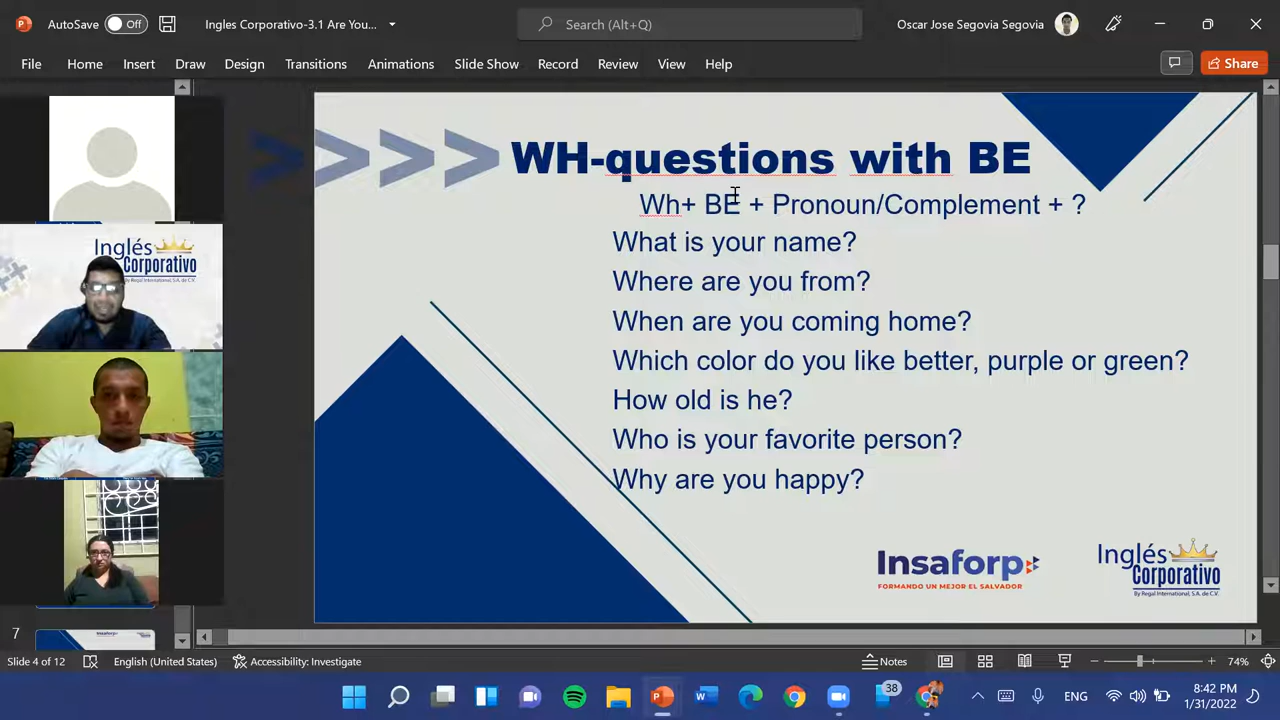 AutoSave Off Ingles Corporativo-3.1 Are You... Search (Alt+Q) Oscar Jose Segovia Segovia
File Home Insert Draw Design Transitions Animations Slide Show Record Review View Help Share
>>>> WH-questions with BE
Wh+ BE + Pronoun/Complement + ?
What is your name?
Where are you from?
When are you coming home?
Which color do you like better, purple or green?
How old is he?
Who is your favorite person?
Why are you happy?
Insaforp
FORMANDO UN MEJOR EL SALVADOR
Inglés
Corporativo
By Regal International, S.A. de C.V.
Inglés
Corporativo
By Regal International, S.A. de C.V.
7
Slide 4 of 12 English (United States) Accessibility: Investigate Notes 74%
38 ENG 8:42 PM
1/31/2022